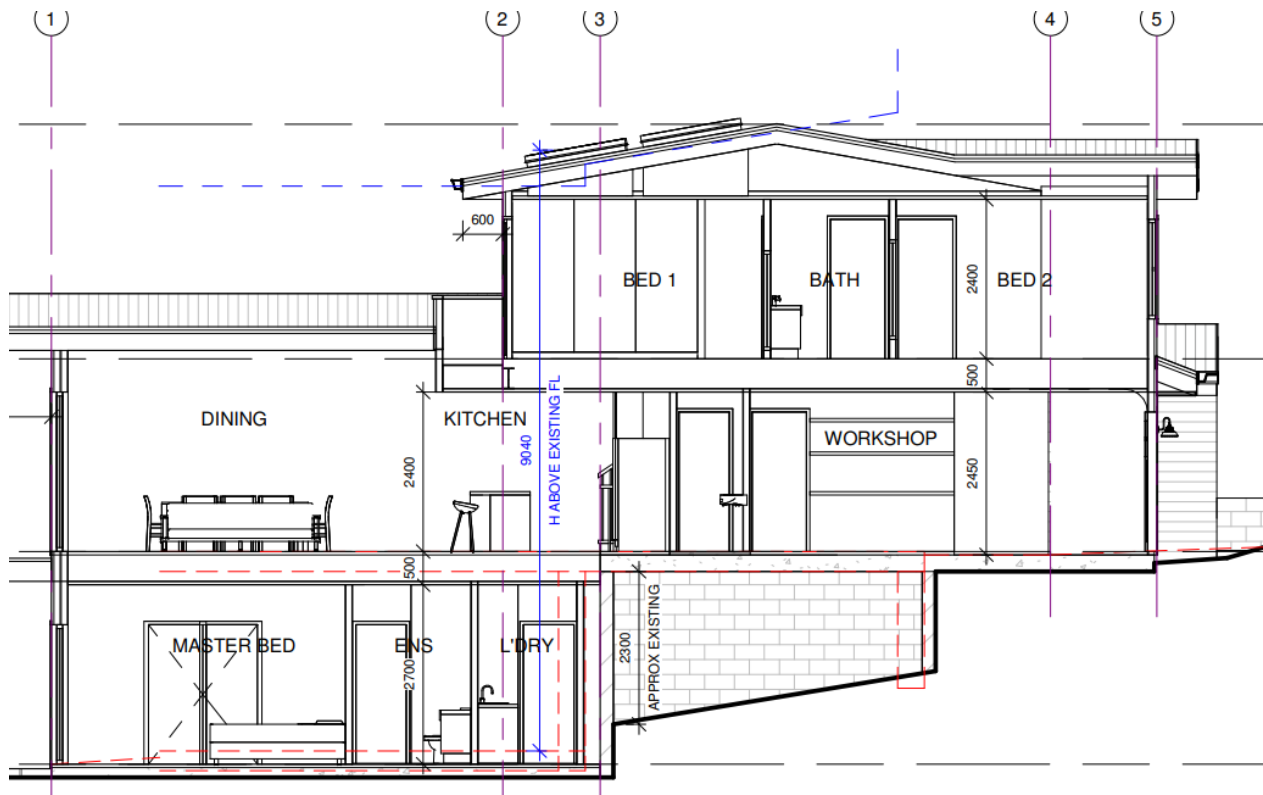 1 2 3 4 5
600
BED 1 BATH BED 2
2400
500
H ABOVE EXISTING FL
9040
DINING KITCHEN
WORKSHOP
2400
2450
500
MASTER BED ENS L'DRY
2700
2300
APPROX EXISTING